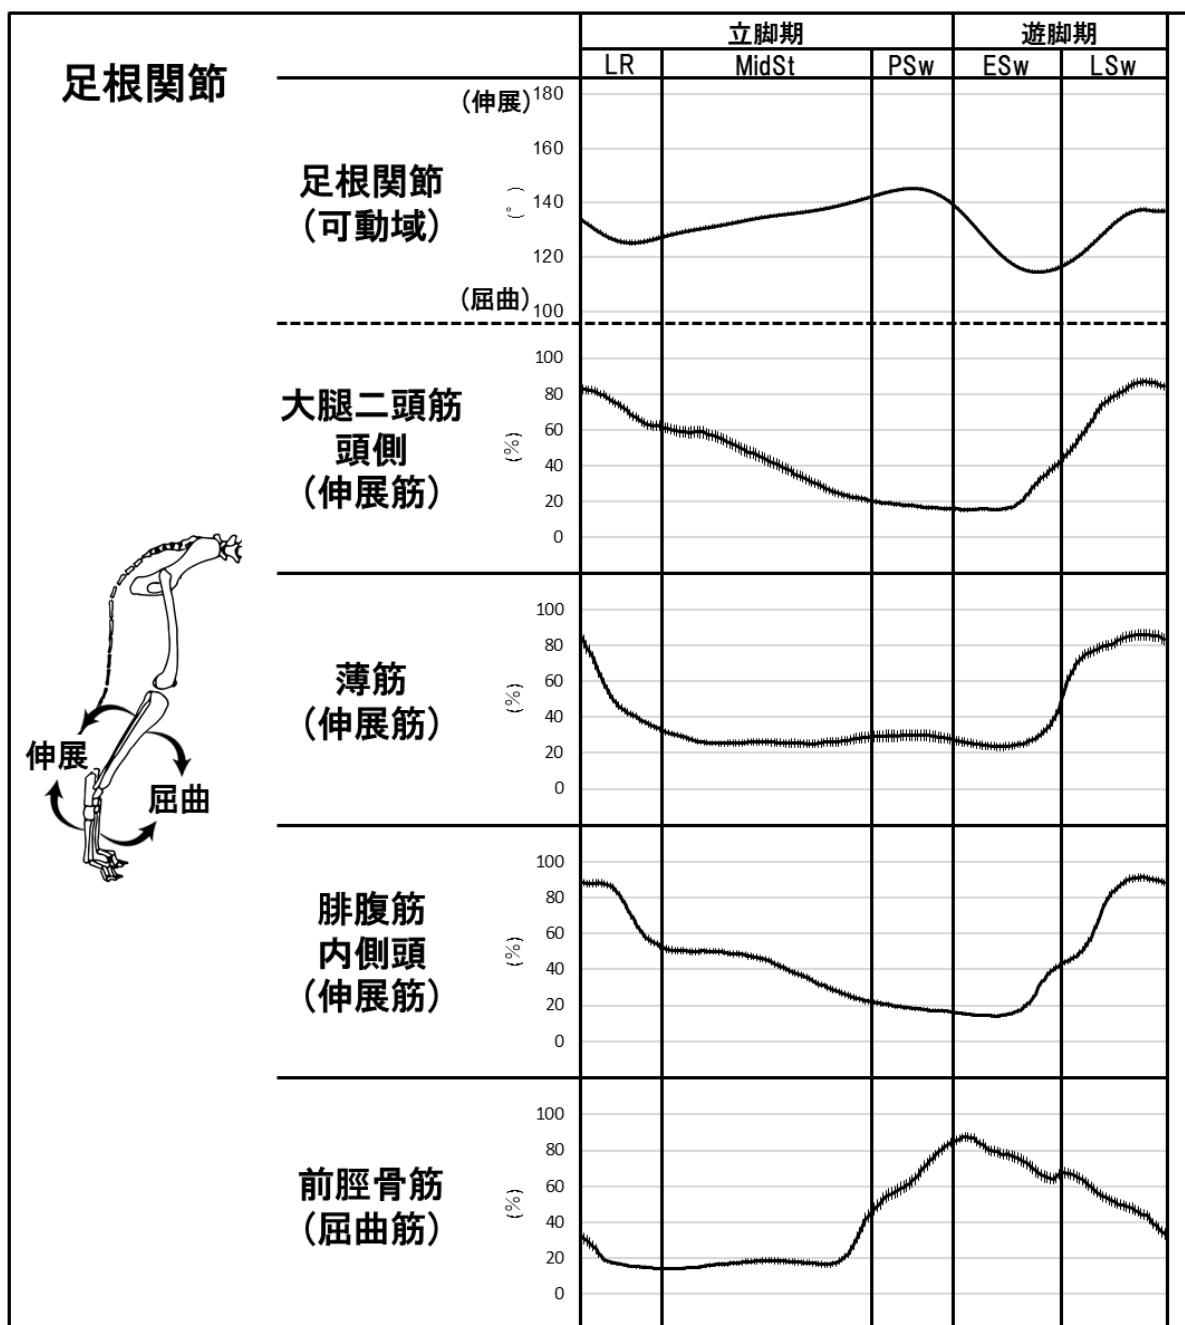 足根関節
立脚期 遊脚期
LR MidSt PSw ESw LSw
足根関節
(可動域)
(伸展)
(°)
(屈曲)
180
160
140
120
100
大腿二頭筋
頭側
(伸展筋)
(%)
100
80
60
40
20
0
薄筋
(伸展筋)
(%)
100
80
60
40
20
0
伸展
屈曲
腓腹筋
内側頭
(伸展筋)
(%)
100
80
60
40
20
0
前脛骨筋
(屈曲筋)
(%)
100
80
60
40
20
0